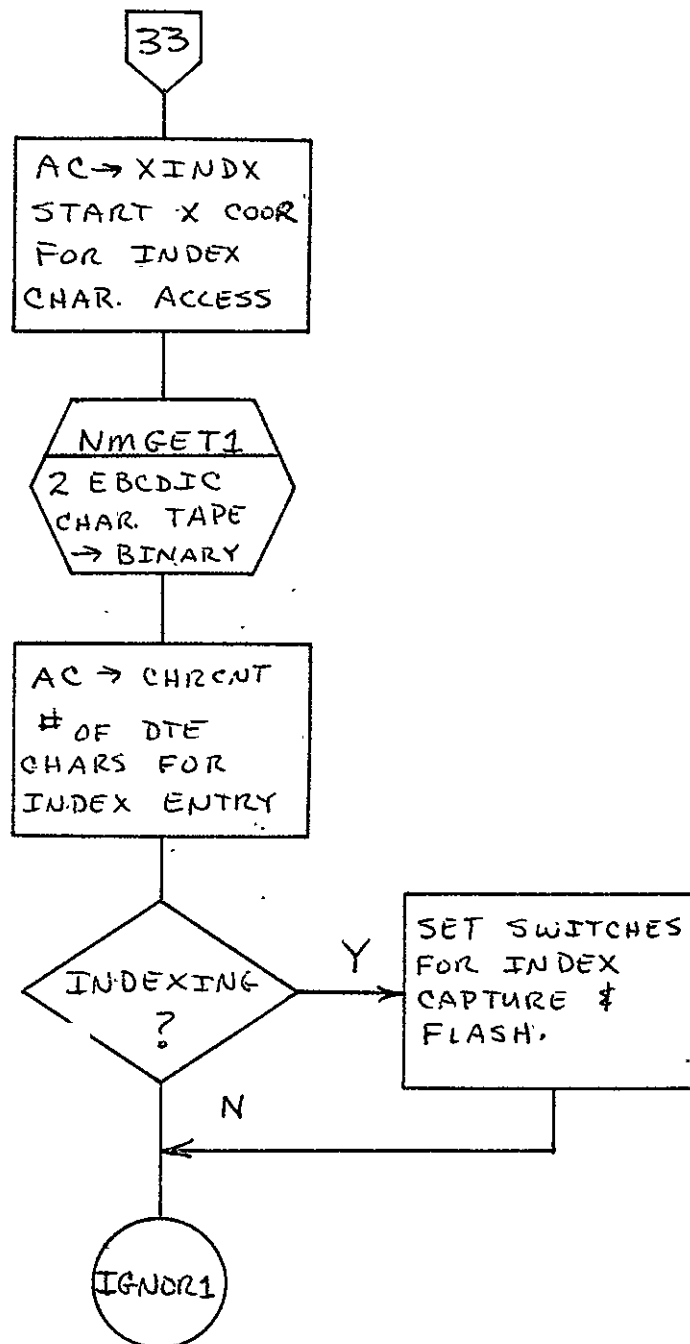 33
AC → XINDX
START X COOR
FOR INDEX
CHAR. ACCESS
NmGET1
2 EBCDIC
CHAR. TAPE
→ BINARY
AC → CHRCNT
# OF DTE
CHARS FOR
INDEX ENTRY
INDEXING
?
Y
SET SWITCHES
FOR INDEX
CAPTURE &
FLASH.
N
IGNOR1